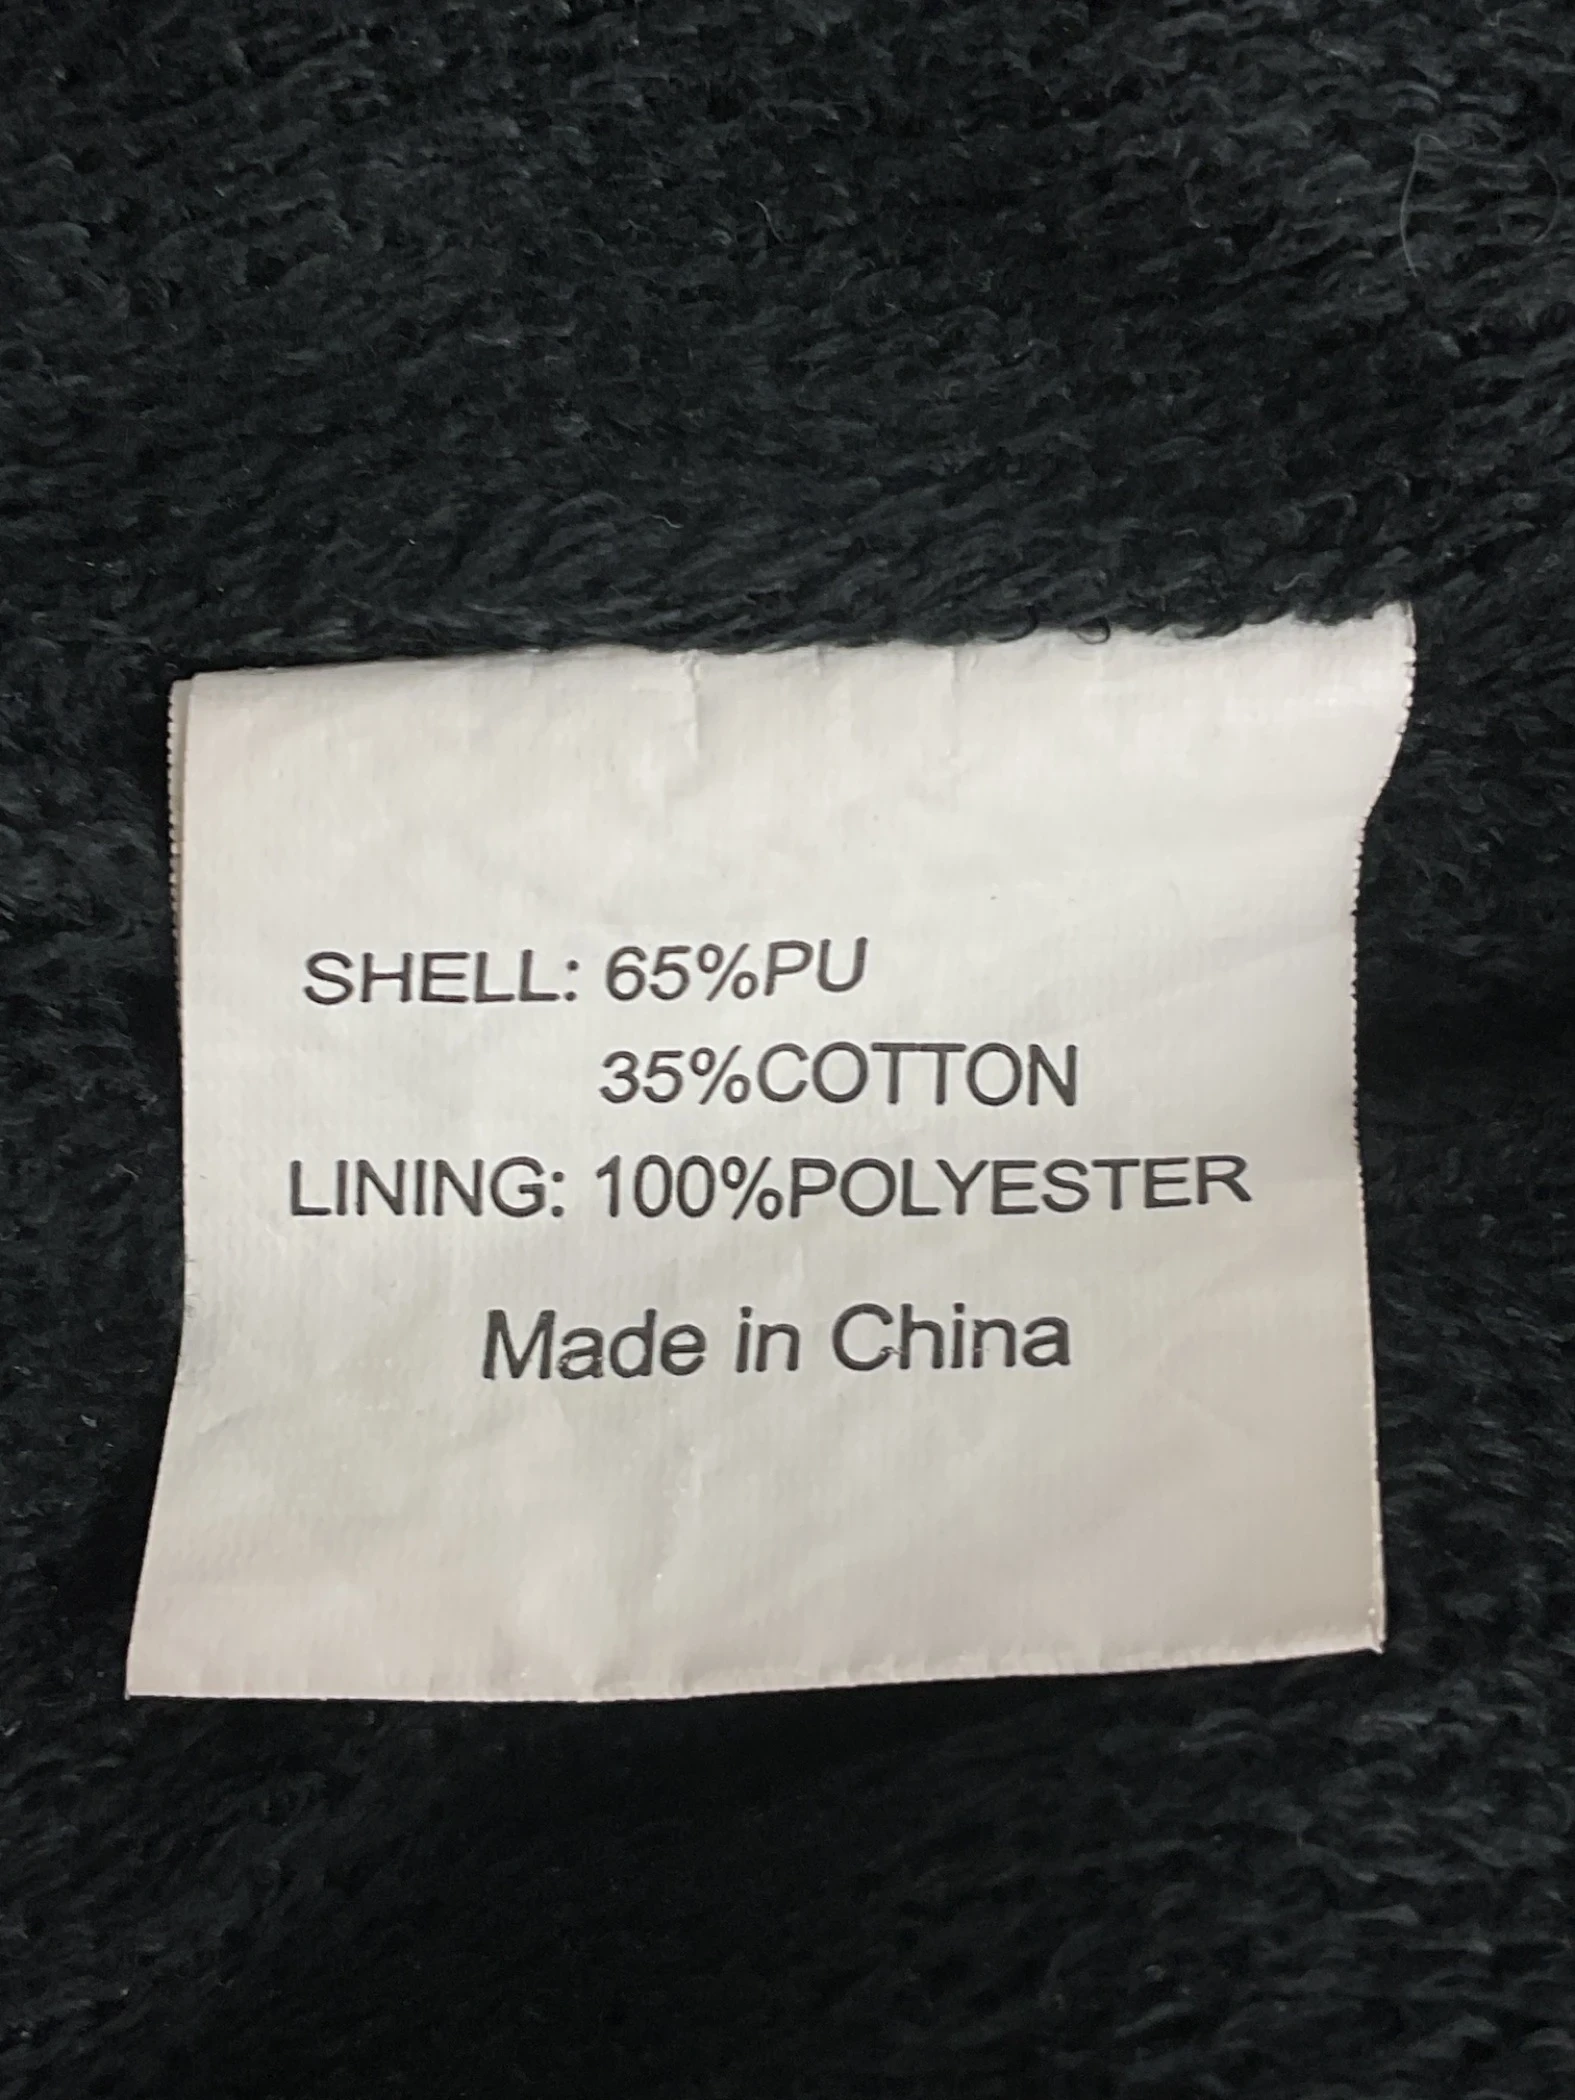 SHELL: 65%PU
35%COTTON
LINING: 100%POLYESTER
Made in China